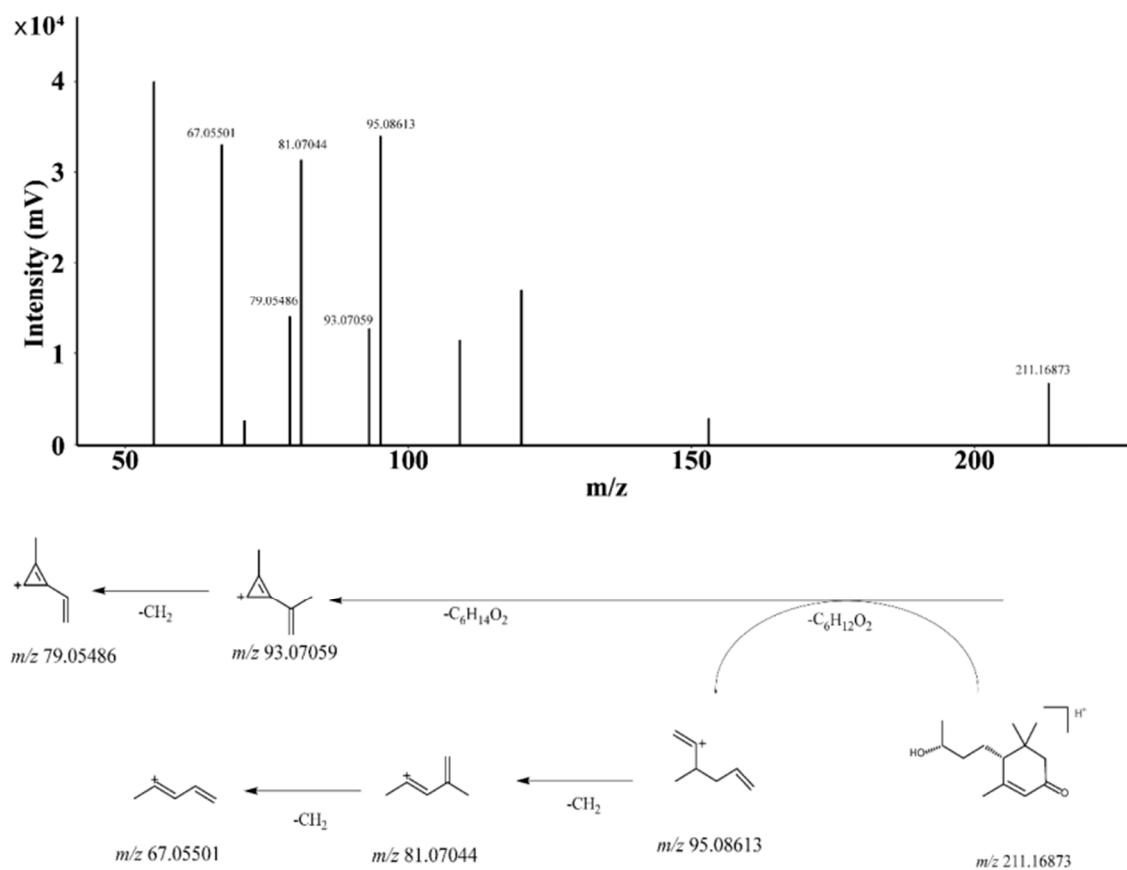 ×10⁴
4
3
2
1
0
Intensity (mV)
67.05501
79.05486
81.07044
93.07059
95.08613
211.16873
50
100
150
200
m/z
+
-CH₂
+
-C₆H₁₄O₂
-C₆H₁₂O₂
m/z 79.05486
m/z 93.07059
H⁺
HO
O
+
-CH₂
+
-CH₂
+
m/z 67.05501
m/z 81.07044
m/z 95.08613
m/z 211.16873